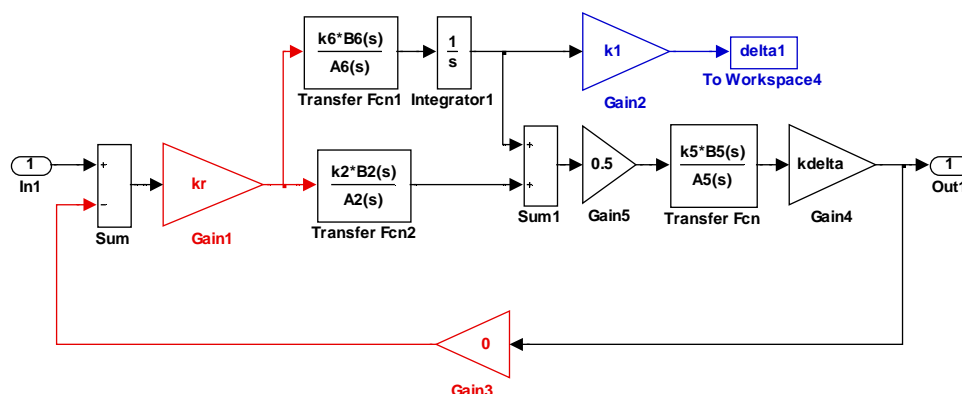 k6*B6(s)
A6(s)
Transfer Fcn1
1
s
Integrator1
k1
Gain2
delta1
To Workspace4
1
In1
+
−
Sum
kr
Gain1
k2*B2(s)
A2(s)
Transfer Fcn2
+
+
Sum1
0.5
Gain5
k5*B5(s)
A5(s)
Transfer Fcn
kdelta
Gain4
1
Out1
0
Gain3